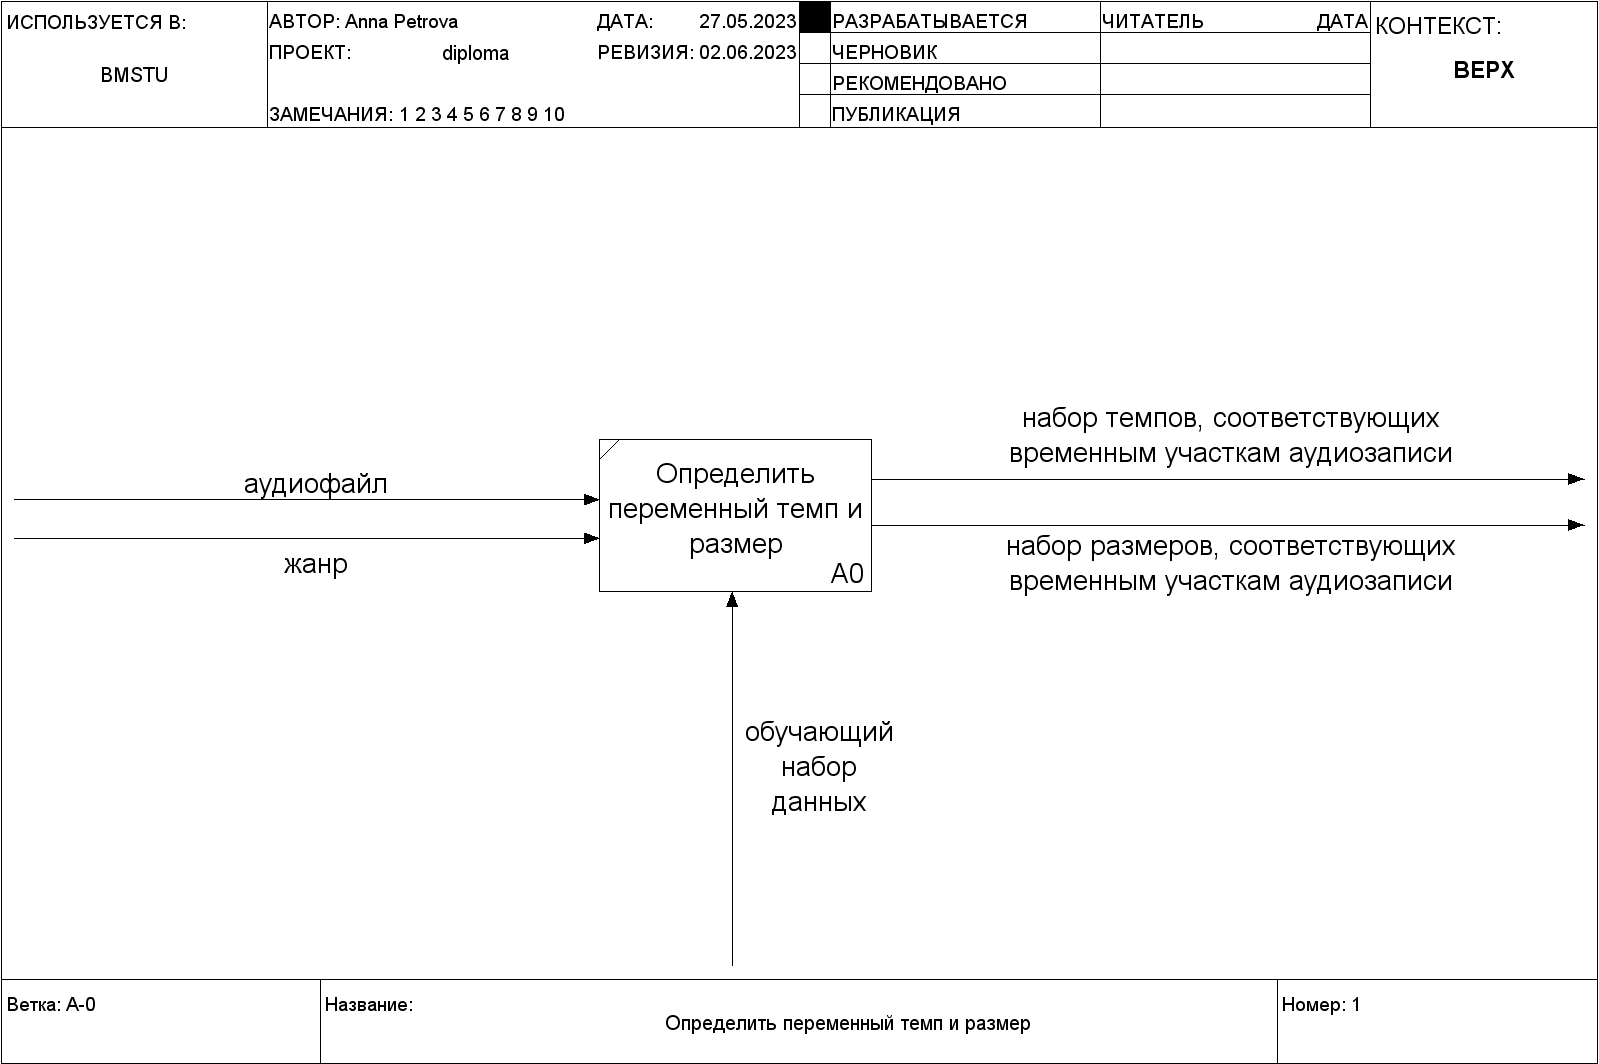 ИСПОЛЬЗУЕТСЯ В:
BMSTU
АВТОР: Anna Petrova
ДАТА: 27.05.2023
ПРОЕКТ: diploma
РЕВИЗИЯ: 02.06.2023
ЗАМЕЧАНИЯ: 1 2 3 4 5 6 7 8 9 10
РАЗРАБАТЫВАЕТСЯ
ЧЕРНОВИК
РЕКОМЕНДОВАНО
ПУБЛИКАЦИЯ
ЧИТАТЕЛЬ ДАТА
КОНТЕКСТ:
ВЕРХ
аудиофайл
жанр
Определить
переменный темп и
размер
A0
набор темпов, соответствующих
временным участкам аудиозаписи
набор размеров, соответствующих
временным участкам аудиозаписи
обучающий
набор
данных
Ветка: A-0
Название:
Определить переменный темп и размер
Номер: 1